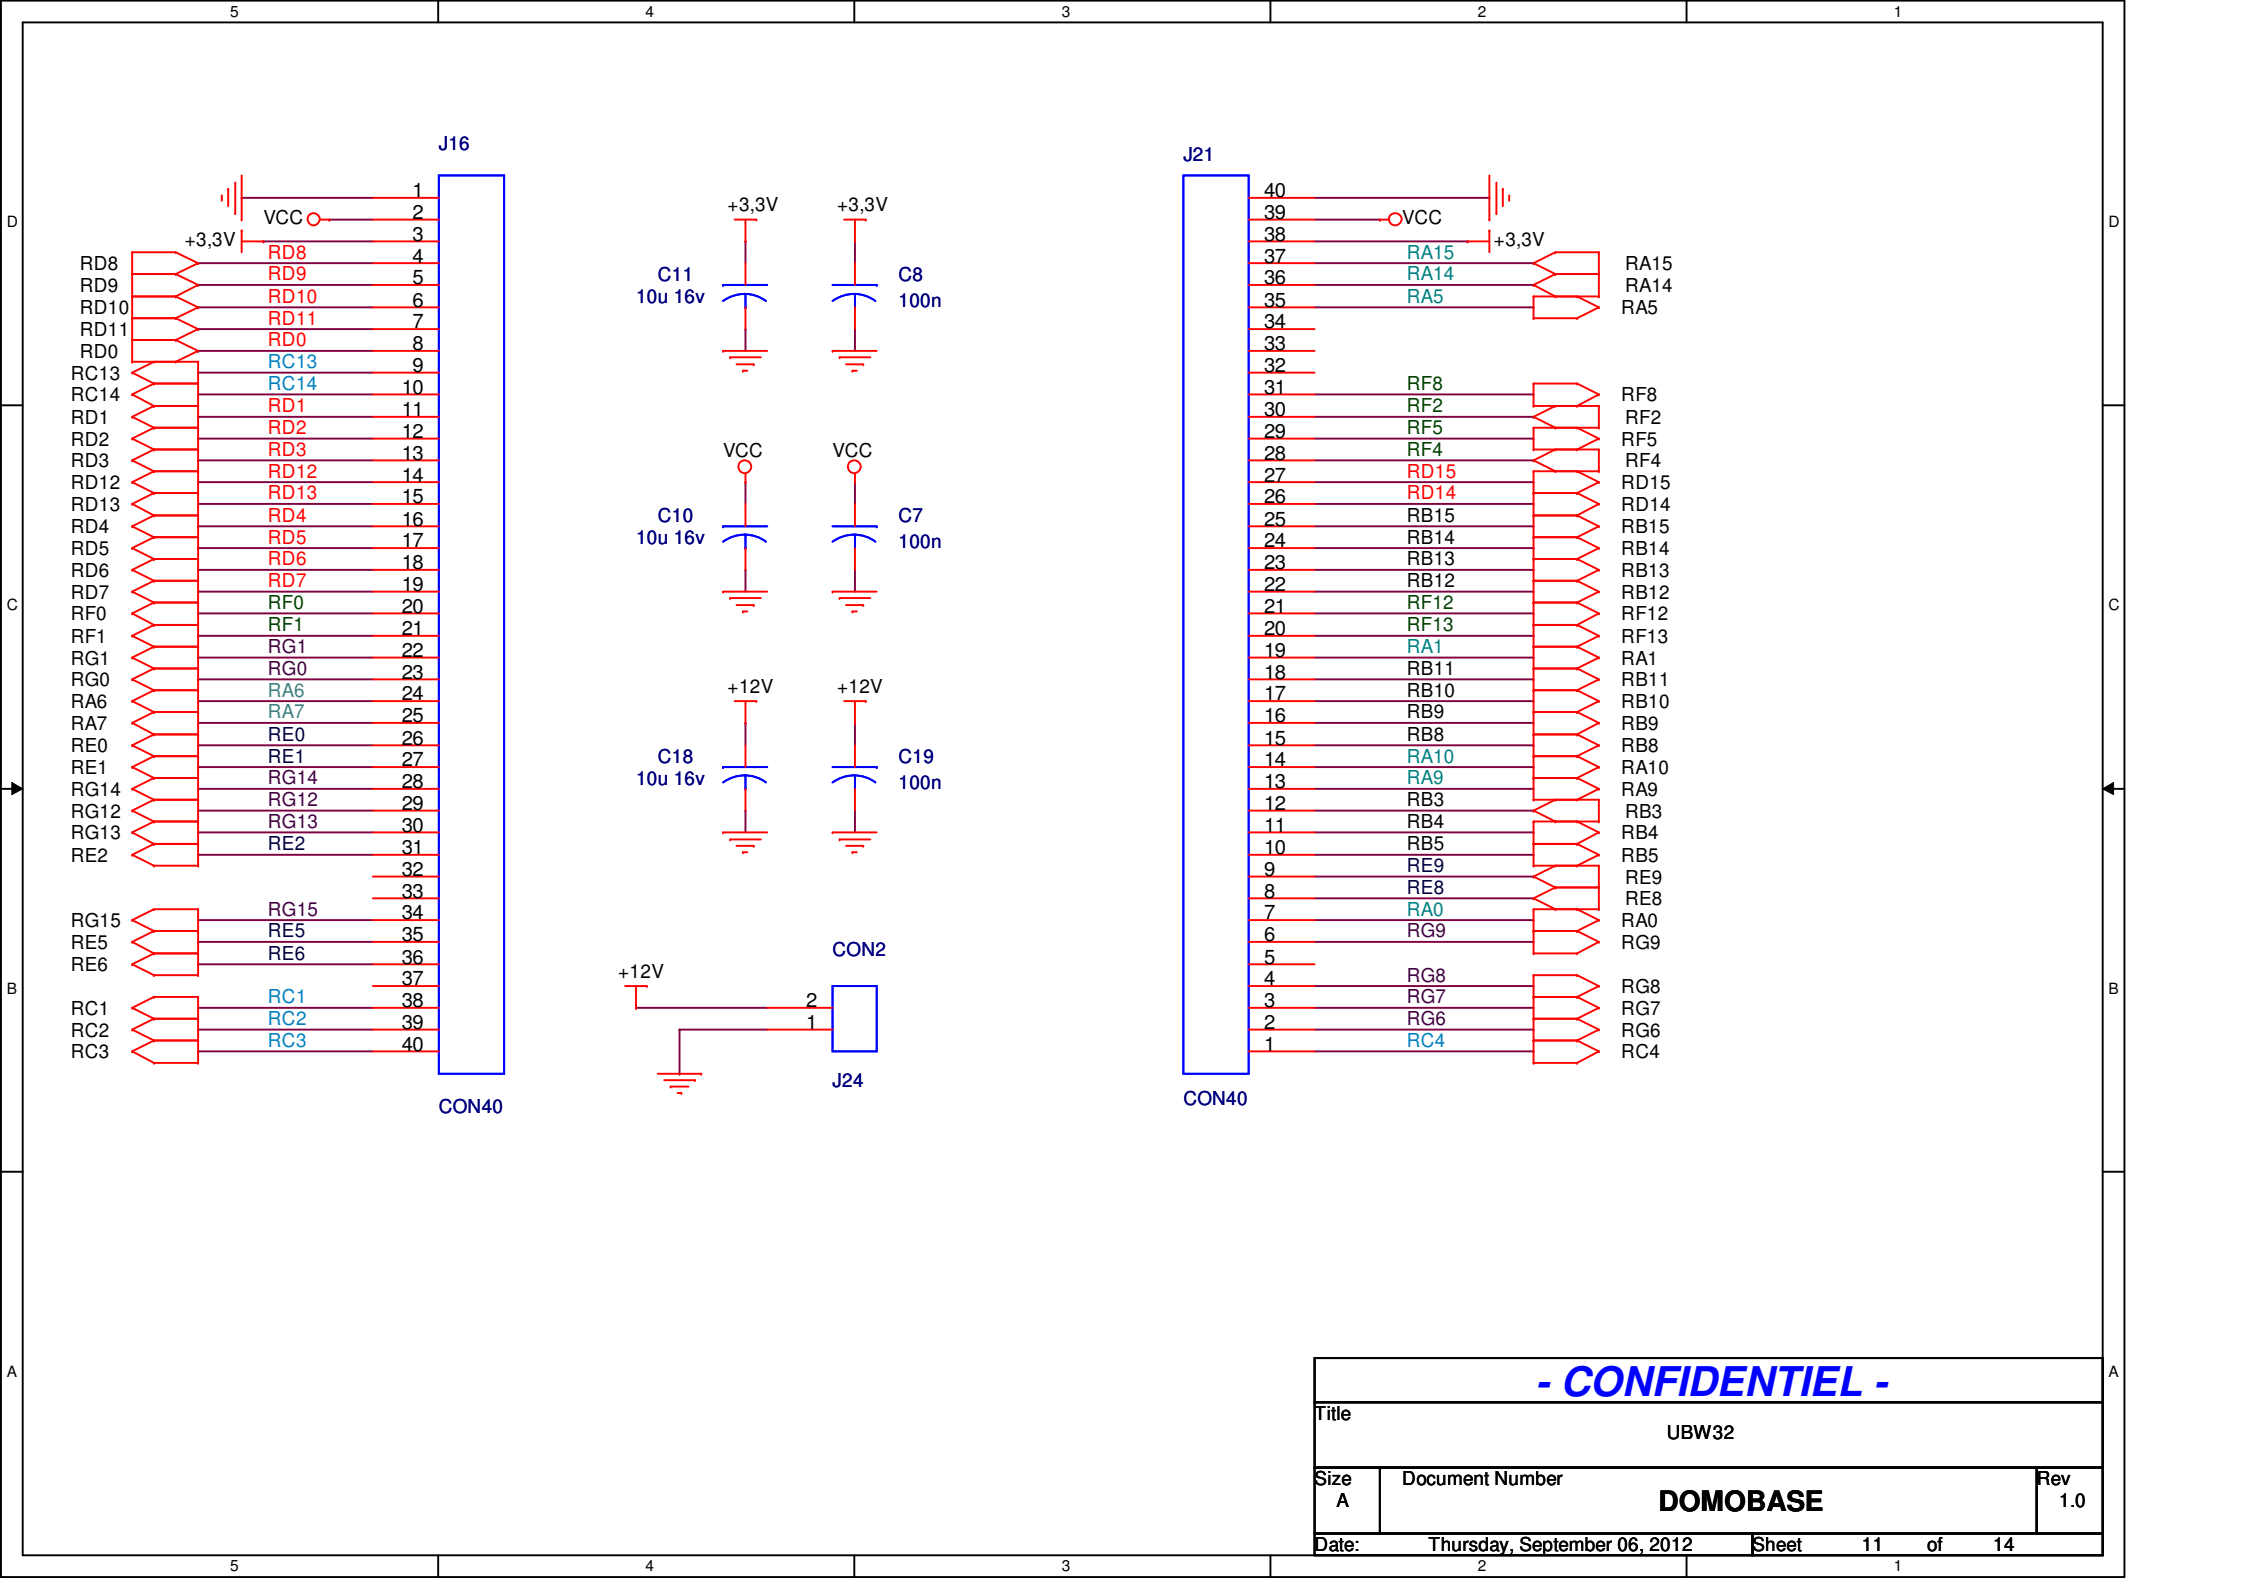 5 4 3 2 1
J16
J21
D D
C C
B B
A A
1
VCC 2
+3,3V 3
RD8 RD8 4
RD9 RD9 5
RD10 RD10 6
RD11 RD11 7
RD0 RD0 8
RC13 RC13 9
RC14 RC14 10
RD1 RD1 11
RD2 RD2 12
RD3 RD3 13
RD12 RD12 14
RD13 RD13 15
RD4 RD4 16
RD5 RD5 17
RD6 RD6 18
RD7 RD7 19
RF0 RF0 20
RF1 RF1 21
RG1 RG1 22
RG0 RG0 23
RA6 RA6 24
RA7 RA7 25
RE0 RE0 26
RE1 RE1 27
RG14 RG14 28
RG12 RG12 29
RG13 RG13 30
RE2 RE2 31
32
33
RG15 RG15 34
RE5 RE5 35
RE6 RE6 36
37
RC1 RC1 38
RC2 RC2 39
RC3 RC3 40
CON40
+3,3V +3,3V
C11 C8
10u 16v 100n
VCC VCC
C10 C7
10u 16v 100n
+12V +12V
C18 C19
10u 16v 100n
CON2
+12V
2
1
J24
40
39 VCC
38 +3,3V
37 RA15 RA15
36 RA14 RA14
35 RA5 RA5
34
33
32
31 RF8 RF8
30 RF2 RF2
29 RF5 RF5
28 RF4 RF4
27 RD15 RD15
26 RD14 RD14
25 RB15 RB15
24 RB14 RB14
23 RB13 RB13
22 RB12 RB12
21 RF12 RF12
20 RF13 RF13
19 RA1 RA1
18 RB11 RB11
17 RB10 RB10
16 RB9 RB9
15 RB8 RB8
14 RA10 RA10
13 RA9 RA9
12 RB3 RB3
11 RB4 RB4
10 RB5 RB5
9 RE9 RE9
8 RE8 RE8
7 RA0 RA0
6 RG9 RG9
5
4 RG8 RG8
3 RG7 RG7
2 RG6 RG6
1 RC4 RC4
CON40
- CONFIDENTIEL -
Title
UBW32
Size Document Number Rev
A DOMOBASE 1.0
Date: Thursday, September 06, 2012 Sheet 11 of 14
5 4 3 2 1